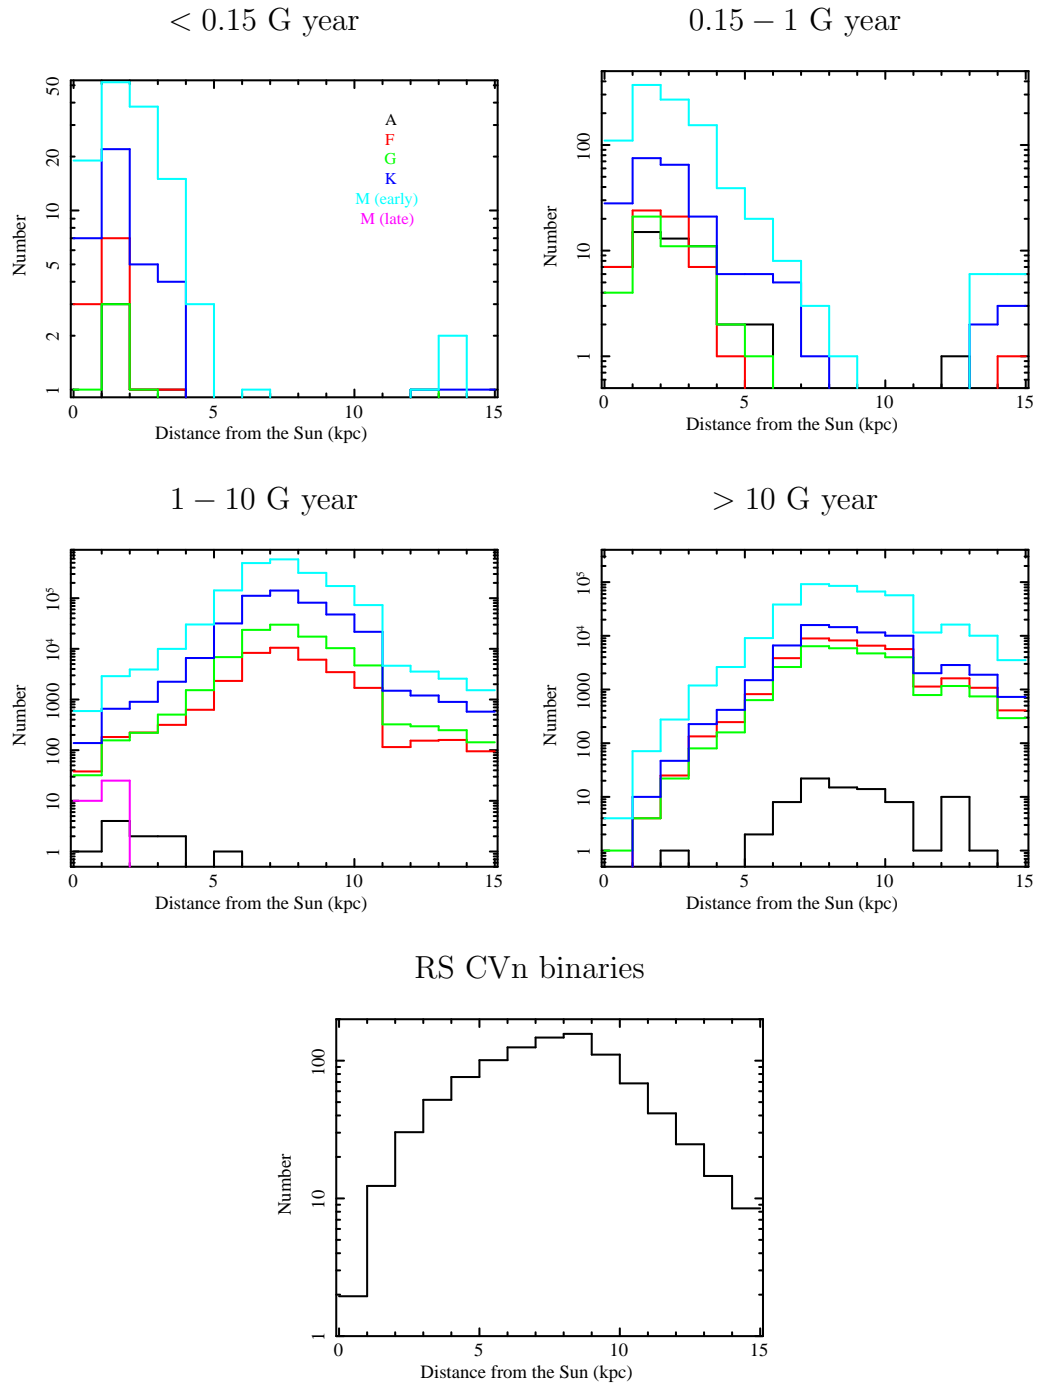 < 0.15 G year
0.15 − 1 G year
50
20
10
5
2
1
Number
A
F
G
K
M (early)
M (late)
0 5 10 15
Distance from the Sun (kpc)
100
10
1
Number
0 5 10 15
Distance from the Sun (kpc)
1 − 10 G year
> 10 G year
10⁵
10⁴
1000
100
10
1
Number
0 5 10 15
Distance from the Sun (kpc)
10⁵
10⁴
1000
100
10
1
Number
0 5 10 15
Distance from the Sun (kpc)
RS CVn binaries
100
10
1
Number
0 5 10 15
Distance from the Sun (kpc)